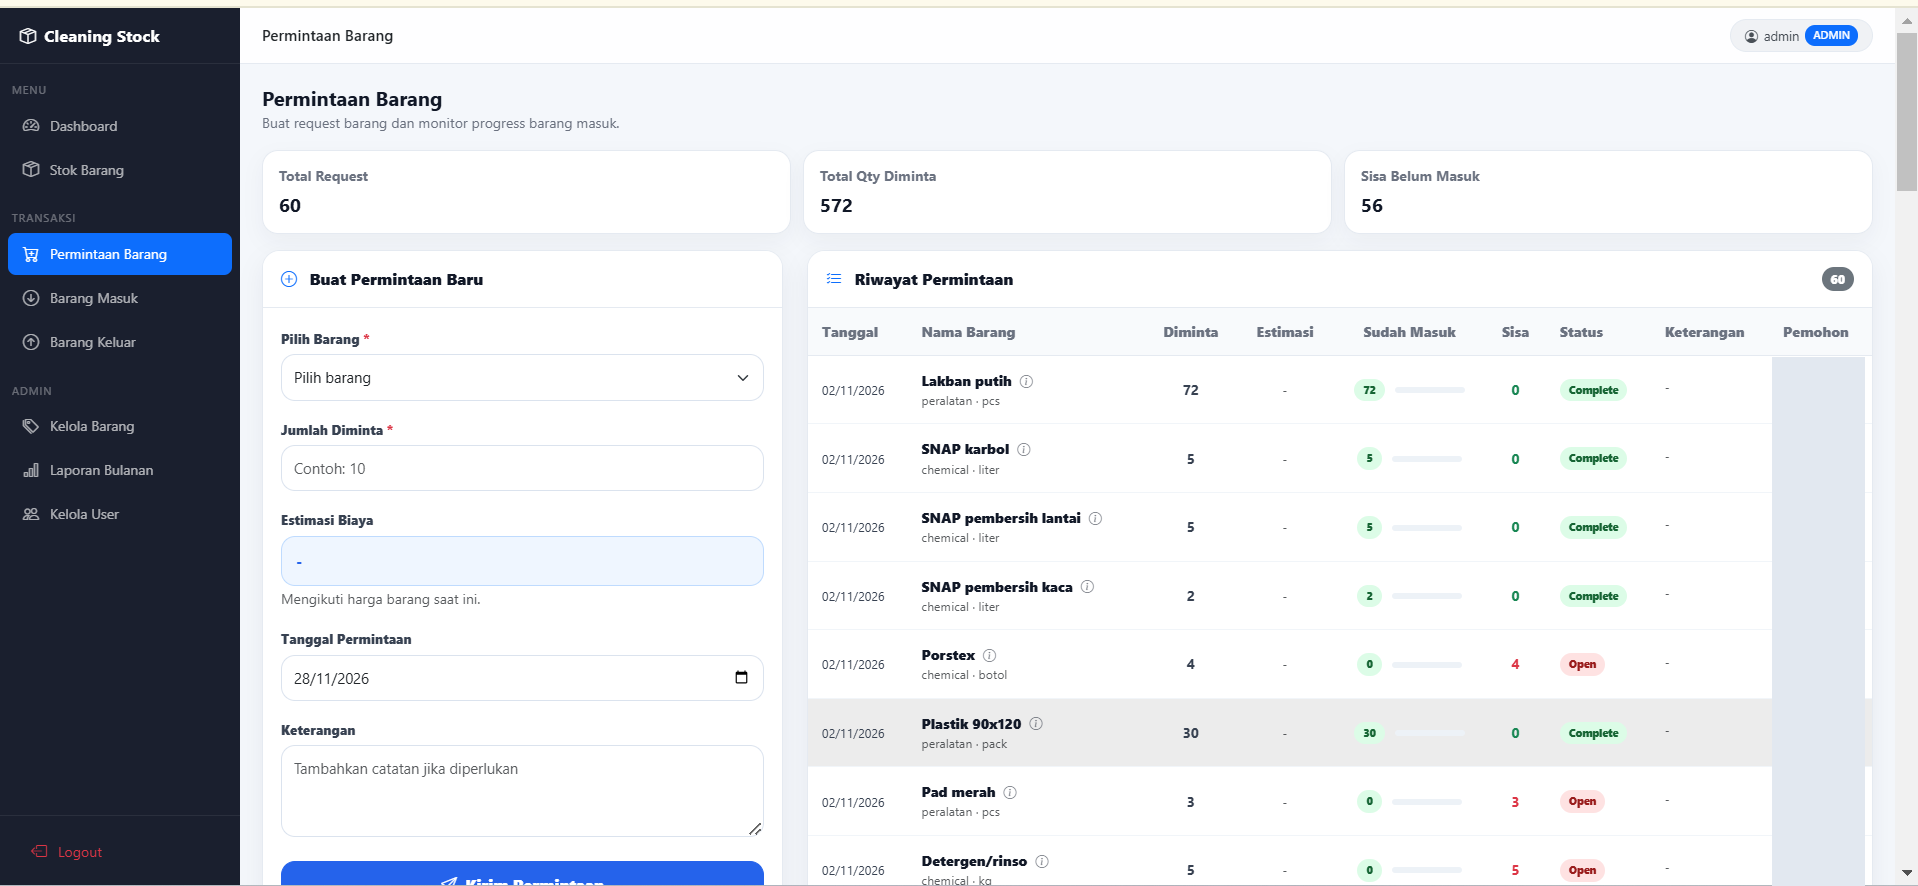 Cleaning Stock
Permintaan Barang
admin ADMIN
MENU
Dashboard
Stok Barang
TRANSAKSI
Permintaan Barang
Barang Masuk
Barang Keluar
ADMIN
Kelola Barang
Laporan Bulanan
Kelola User
Logout
Permintaan Barang
Buat request barang dan monitor progress barang masuk.
Total Request
60
Total Qty Diminta
572
Sisa Belum Masuk
56
Buat Permintaan Baru
Pilih Barang *
Pilih barang
Jumlah Diminta *
Contoh: 10
Estimasi Biaya
-
Mengikuti harga barang saat ini.
Tanggal Permintaan
28/11/2026
Keterangan
Tambahkan catatan jika diperlukan
Kirim Permintaan
Riwayat Permintaan 60
Tanggal Nama Barang Diminta Estimasi Sudah Masuk Sisa Status Keterangan Pemohon
02/11/2026 Lakban putih 72 - 72 0 Complete -
peralatan · pcs
02/11/2026 SNAP karbol 5 - 5 0 Complete -
chemical · liter
02/11/2026 SNAP pembersih lantai 5 - 5 0 Complete -
chemical · liter
02/11/2026 SNAP pembersih kaca 2 - 2 0 Complete -
chemical · liter
02/11/2026 Porstex 4 - 0 4 Open -
chemical · botol
02/11/2026 Plastik 90x120 30 - 30 0 Complete -
peralatan · pack
02/11/2026 Pad merah 3 - 0 3 Open -
peralatan · pcs
02/11/2026 Detergen/rinso 5 - 0 5 Open -
chemical · kg